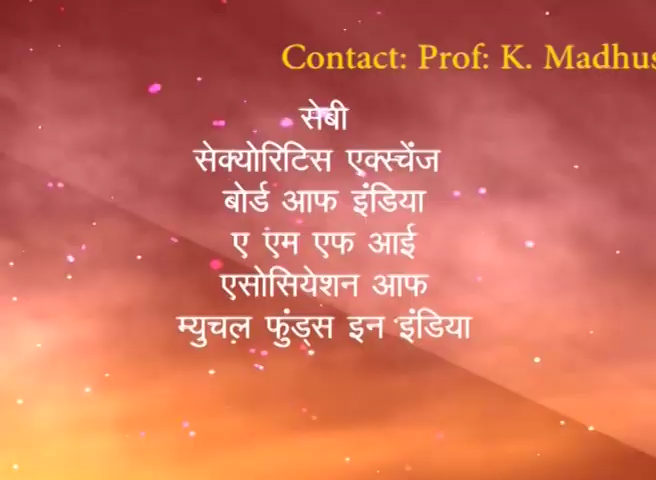 Contact: Prof: K. Madhus
सेबी
सेक्योरिटिस एक्स्चेंज
बोर्ड आफ इंडिया
ए एम एफ आई
एसोसियेशन आफ
म्युचल फुंड्स इन इंडिया